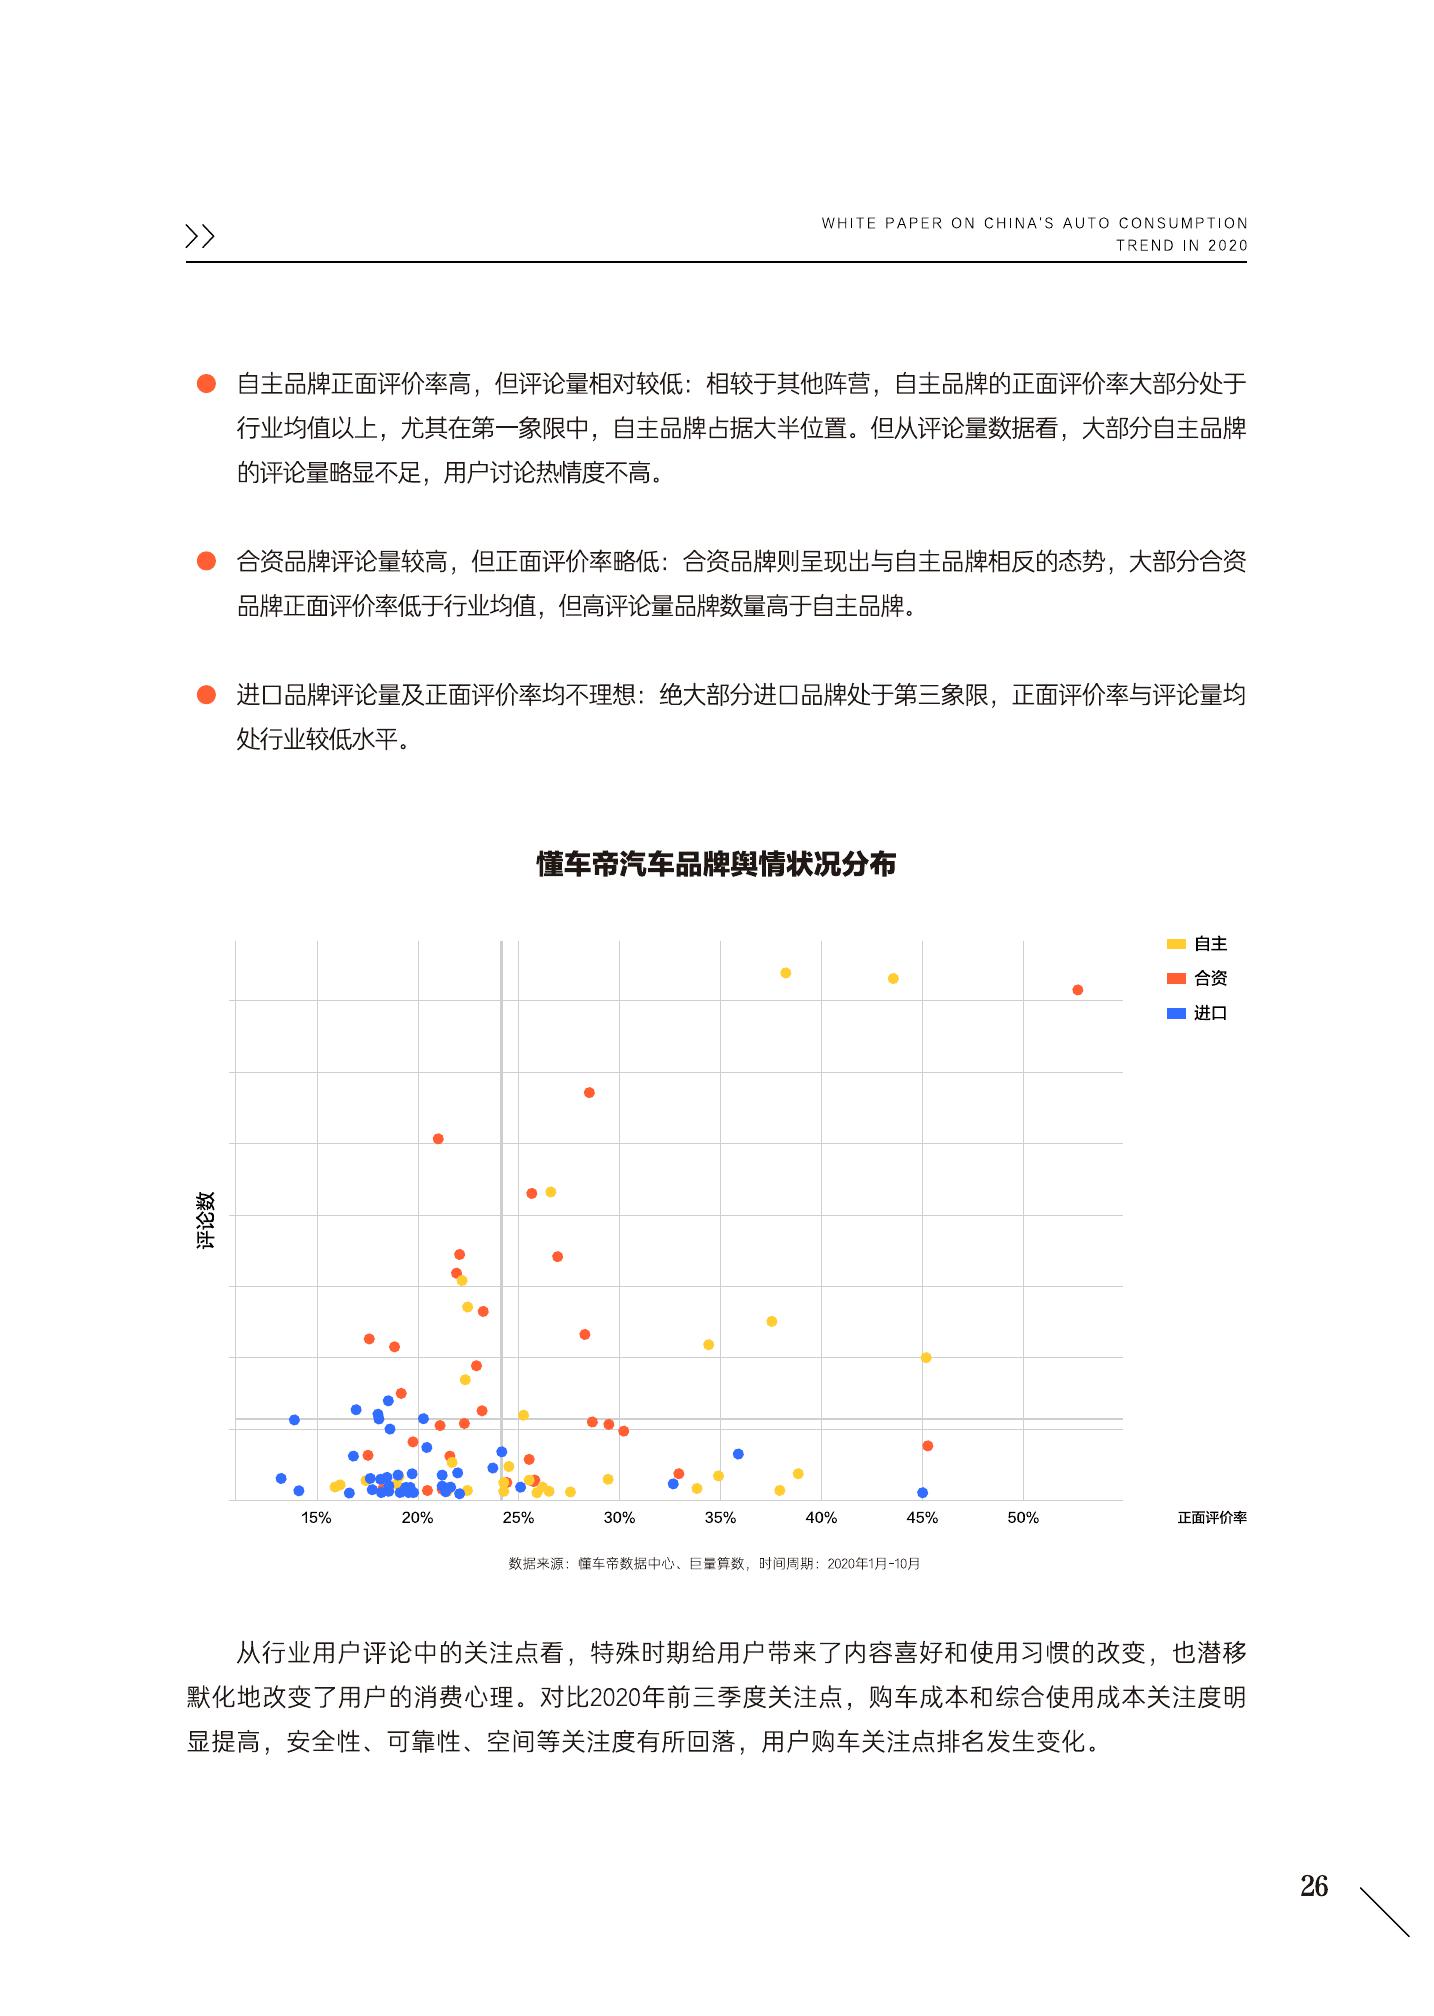 WHITE PAPER ON CHINA'S AUTO CONSUMPTION
TREND IN 2020
自主品牌正面评价率高，但评论量相对较低：相较于其他阵营，自主品牌的正面评价率大部分处于
行业均值以上，尤其在第一象限中，自主品牌占据大半位置。但从评论量数据看，大部分自主品牌
的评论量略显不足，用户讨论热情度不高。
合资品牌评论量较高，但正面评价率略低：合资品牌则呈现出与自主品牌相反的态势，大部分合资
品牌正面评价率低于行业均值，但高评论量品牌数量高于自主品牌。
进口品牌评论量及正面评价率均不理想：绝大部分进口品牌处于第三象限，正面评价率与评论量均
处行业较低水平。
懂车帝汽车品牌舆情状况分布
自主
合资
进口
评论数
15% 20% 25% 30% 35% 40% 45% 50% 正面评价率
数据来源：懂车帝数据中心、巨量算数，时间周期：2020年1月-10月
从行业用户评论中的关注点看，特殊时期给用户带来了内容喜好和使用习惯的改变，也潜移
默化地改变了用户的消费心理。对比2020年前三季度关注点，购车成本和综合使用成本关注度明
显提高，安全性、可靠性、空间等关注度有所回落，用户购车关注点排名发生变化。
26